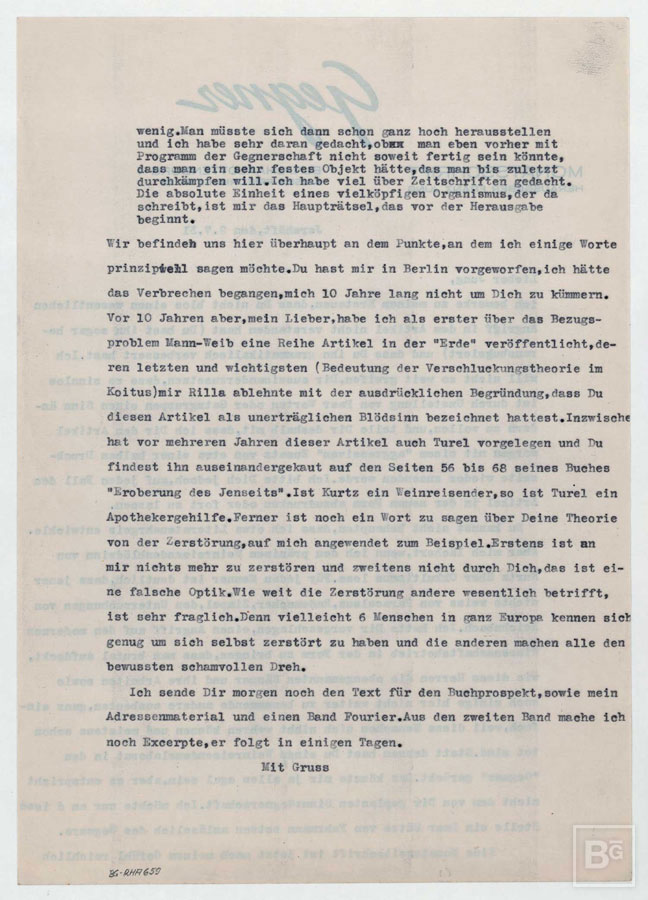 Gegner
wenig.Man müsste sich dann schon ganz hoch herausstellen
und ich habe sehr daran gedacht,obxx man eben vorher mit
Programm der Gegnerschaft nicht soweit fertig sein könnte,
dass man ein sehr festes Objekt hätte,das man bis zuletzt
durchkämpfen will.Ich habe viel über Zeitschriften gedacht.
Die absolute Einheit eines vielköpfigen Organismus,der da
schreibt,ist mir das Haupträtsel,das vor der Herausgabe
beginnt.
Wir befinden uns hier überhaupt an dem Punkte,an dem ich einige Worte
prinzipiell sagen möchte.Du hast mir in Berlin vorgeworfen,ich hätte
das Verbrechen begangen,mich 10 Jahre lang nicht um Dich zu kümmern.
Vor 10 Jahren aber,mein Lieber,habe ich als erster über das Bezugs-
problem Mann-Weib eine Reihe Artikel in der "Erde" veröffentlicht,de-
ren letzten und wichtigsten (Bedeutung der Verschluckungstheorie im
Koitus)mir Rilla ablehnte mit der ausdrücklichen Begründung,dass Du
diesen Artikel als unerträglichen Blödsinn bezeichnet hattest.Inzwische
hat vor mehreren Jahren dieser Artikel auch Turel vorgelegen und Du
findest ihn auseinandergekaut auf den Seiten 56 bis 68 seines Buches
"Eroberung des Jenseits".Ist Kurtz ein Weinreisender,so ist Turel ein
Apothekergehilfe.Ferner ist noch ein Wort zu sagen über Deine Theorie
von der Zerstörung,auf mich angewendet zum Beispiel.Erstens ist an
mir nichts mehr zu zerstören und zweitens nicht durch Dich,das ist ei-
ne falsche Optik.Wie weit die Zerstörung andere wesentlich betrifft,
ist sehr fraglich.Denn vielleicht 6 Menschen in ganz Europa kennen sich
genug um sich selbst zerstört zu haben und die anderen machen alle den
bewussten schamvollen Dreh.
Ich sende Dir morgen noch den Text für den Buchprospekt,sowie mein
Adressenmaterial und einen Band Fourier.Aus den zweiten Band mache ich
noch Excerpte,er folgt in einigen Tagen.
Mit Gruss
BG-RHA 659
BG